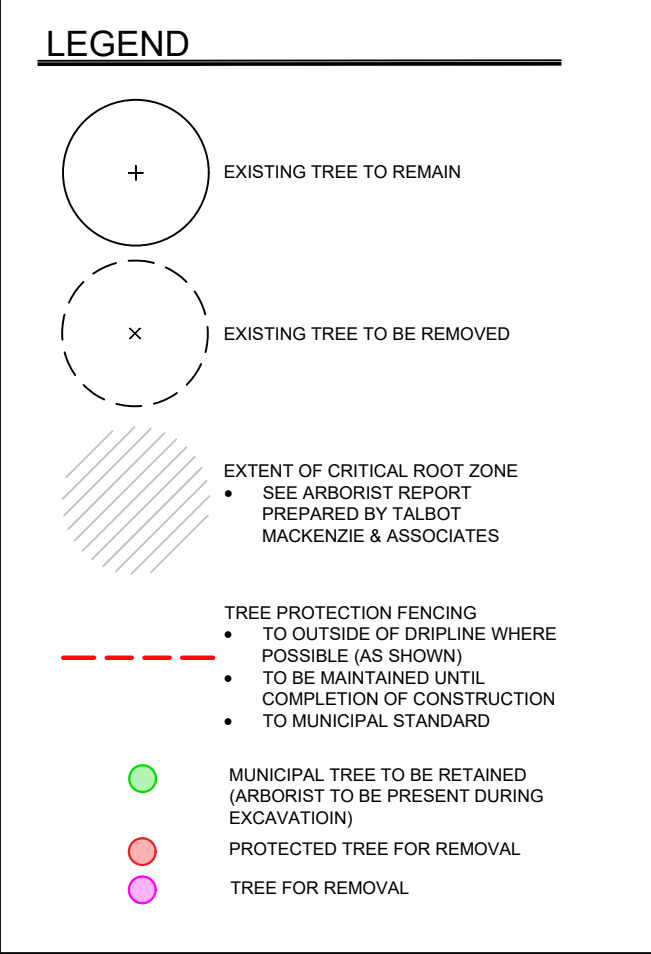 LEGEND
EXISTING TREE TO REMAIN
EXISTING TREE TO BE REMOVED
EXTENT OF CRITICAL ROOT ZONE
• SEE ARBORIST REPORT
PREPARED BY TALBOT
MACKENZIE & ASSOCIATES
TREE PROTECTION FENCING
• TO OUTSIDE OF DRIPLINE WHERE
POSSIBLE (AS SHOWN)
• TO BE MAINTAINED UNTIL
COMPLETION OF CONSTRUCTION
• TO MUNICIPAL STANDARD
MUNICIPAL TREE TO BE RETAINED
(ARBORIST TO BE PRESENT DURING
EXCAVATIOIN)
PROTECTED TREE FOR REMOVAL
TREE FOR REMOVAL